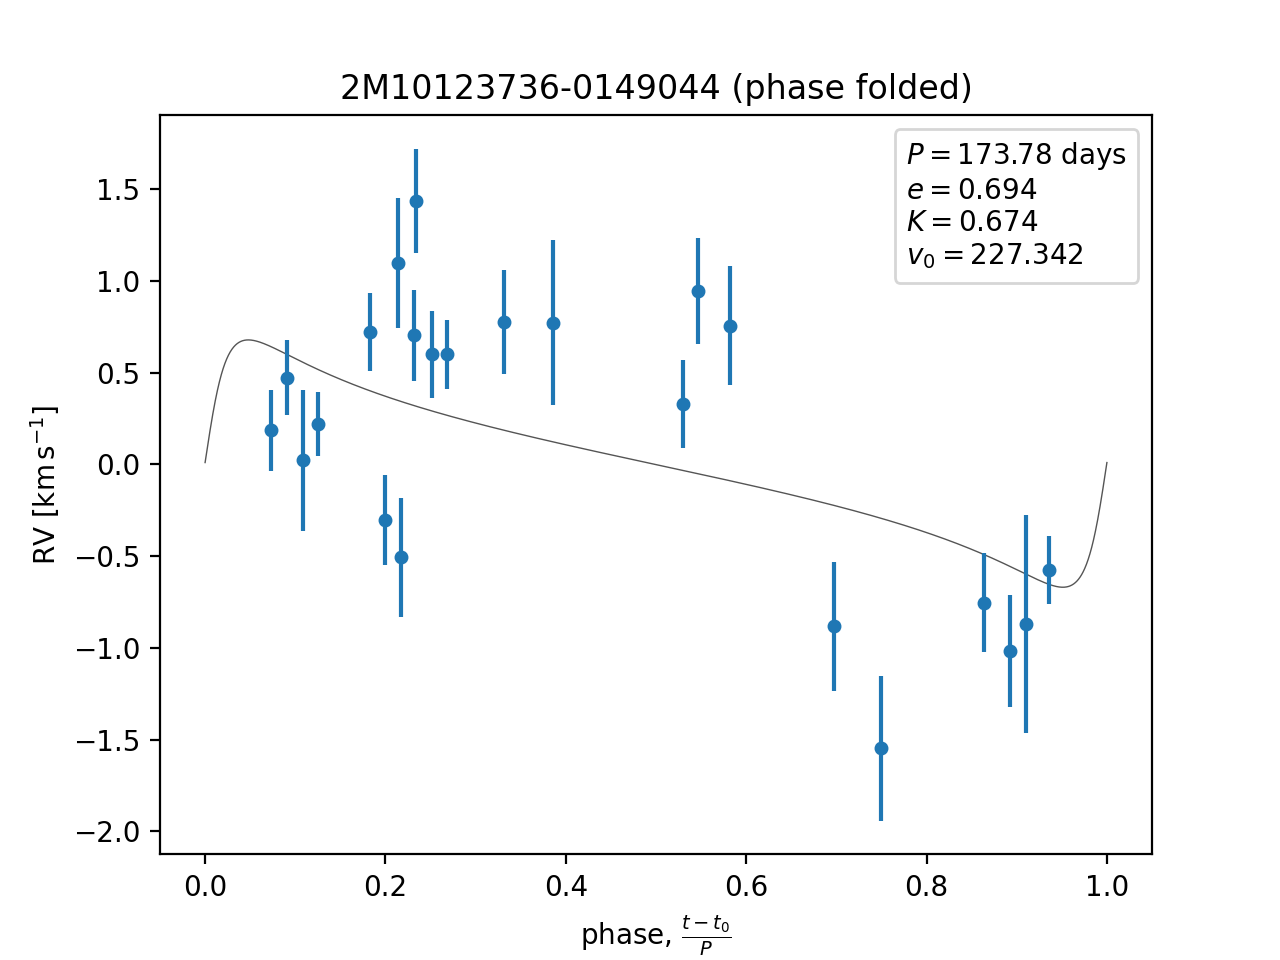 2M10123736-0149044 (phase folded)
P = 173.78 days
e = 0.694
K = 0.674
v₀ = 227.342
RV [km s⁻¹]
1.5
1.0
0.5
0.0
−0.5
−1.0
−1.5
−2.0
0.0 0.2 0.4 0.6 0.8 1.0
phase, (t − t₀)/P